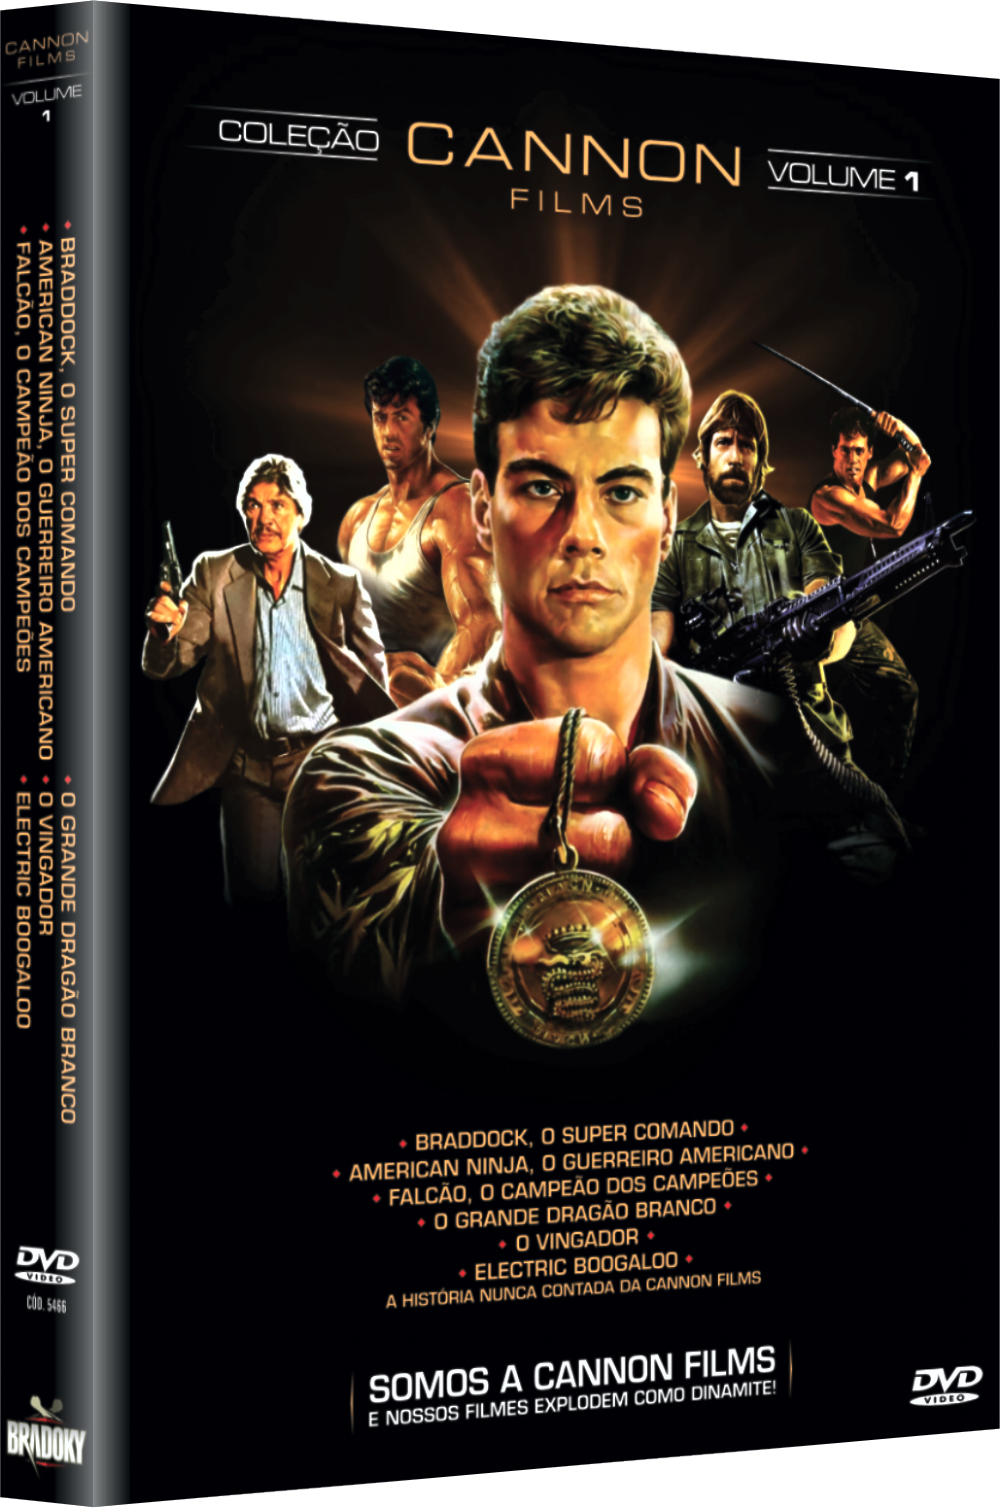 CANNON
FILMS
VOLUME
1
BRADDOCK, O SUPER COMANDO
AMERICAN NINJA, O GUERREIRO AMERICANO
FALCÃO, O CAMPEÃO DOS CAMPEÕES
O GRANDE DRAGÃO BRANCO
O VINGADOR
ELECTRIC BOOGALOO
DVD
VIDEO
CÓD. 5466
BRADOKY
COLEÇÃO CANNON VOLUME 1
FILMS
BRADDOCK, O SUPER COMANDO
AMERICAN NINJA, O GUERREIRO AMERICANO
FALCÃO, O CAMPEÃO DOS CAMPEÕES
O GRANDE DRAGÃO BRANCO
O VINGADOR
ELECTRIC BOOGALOO
A HISTÓRIA NUNCA CONTADA DA CANNON FILMS
SOMOS A CANNON FILMS
E NOSSOS FILMES EXPLODEM COMO DINAMITE!
DVD
VIDEO